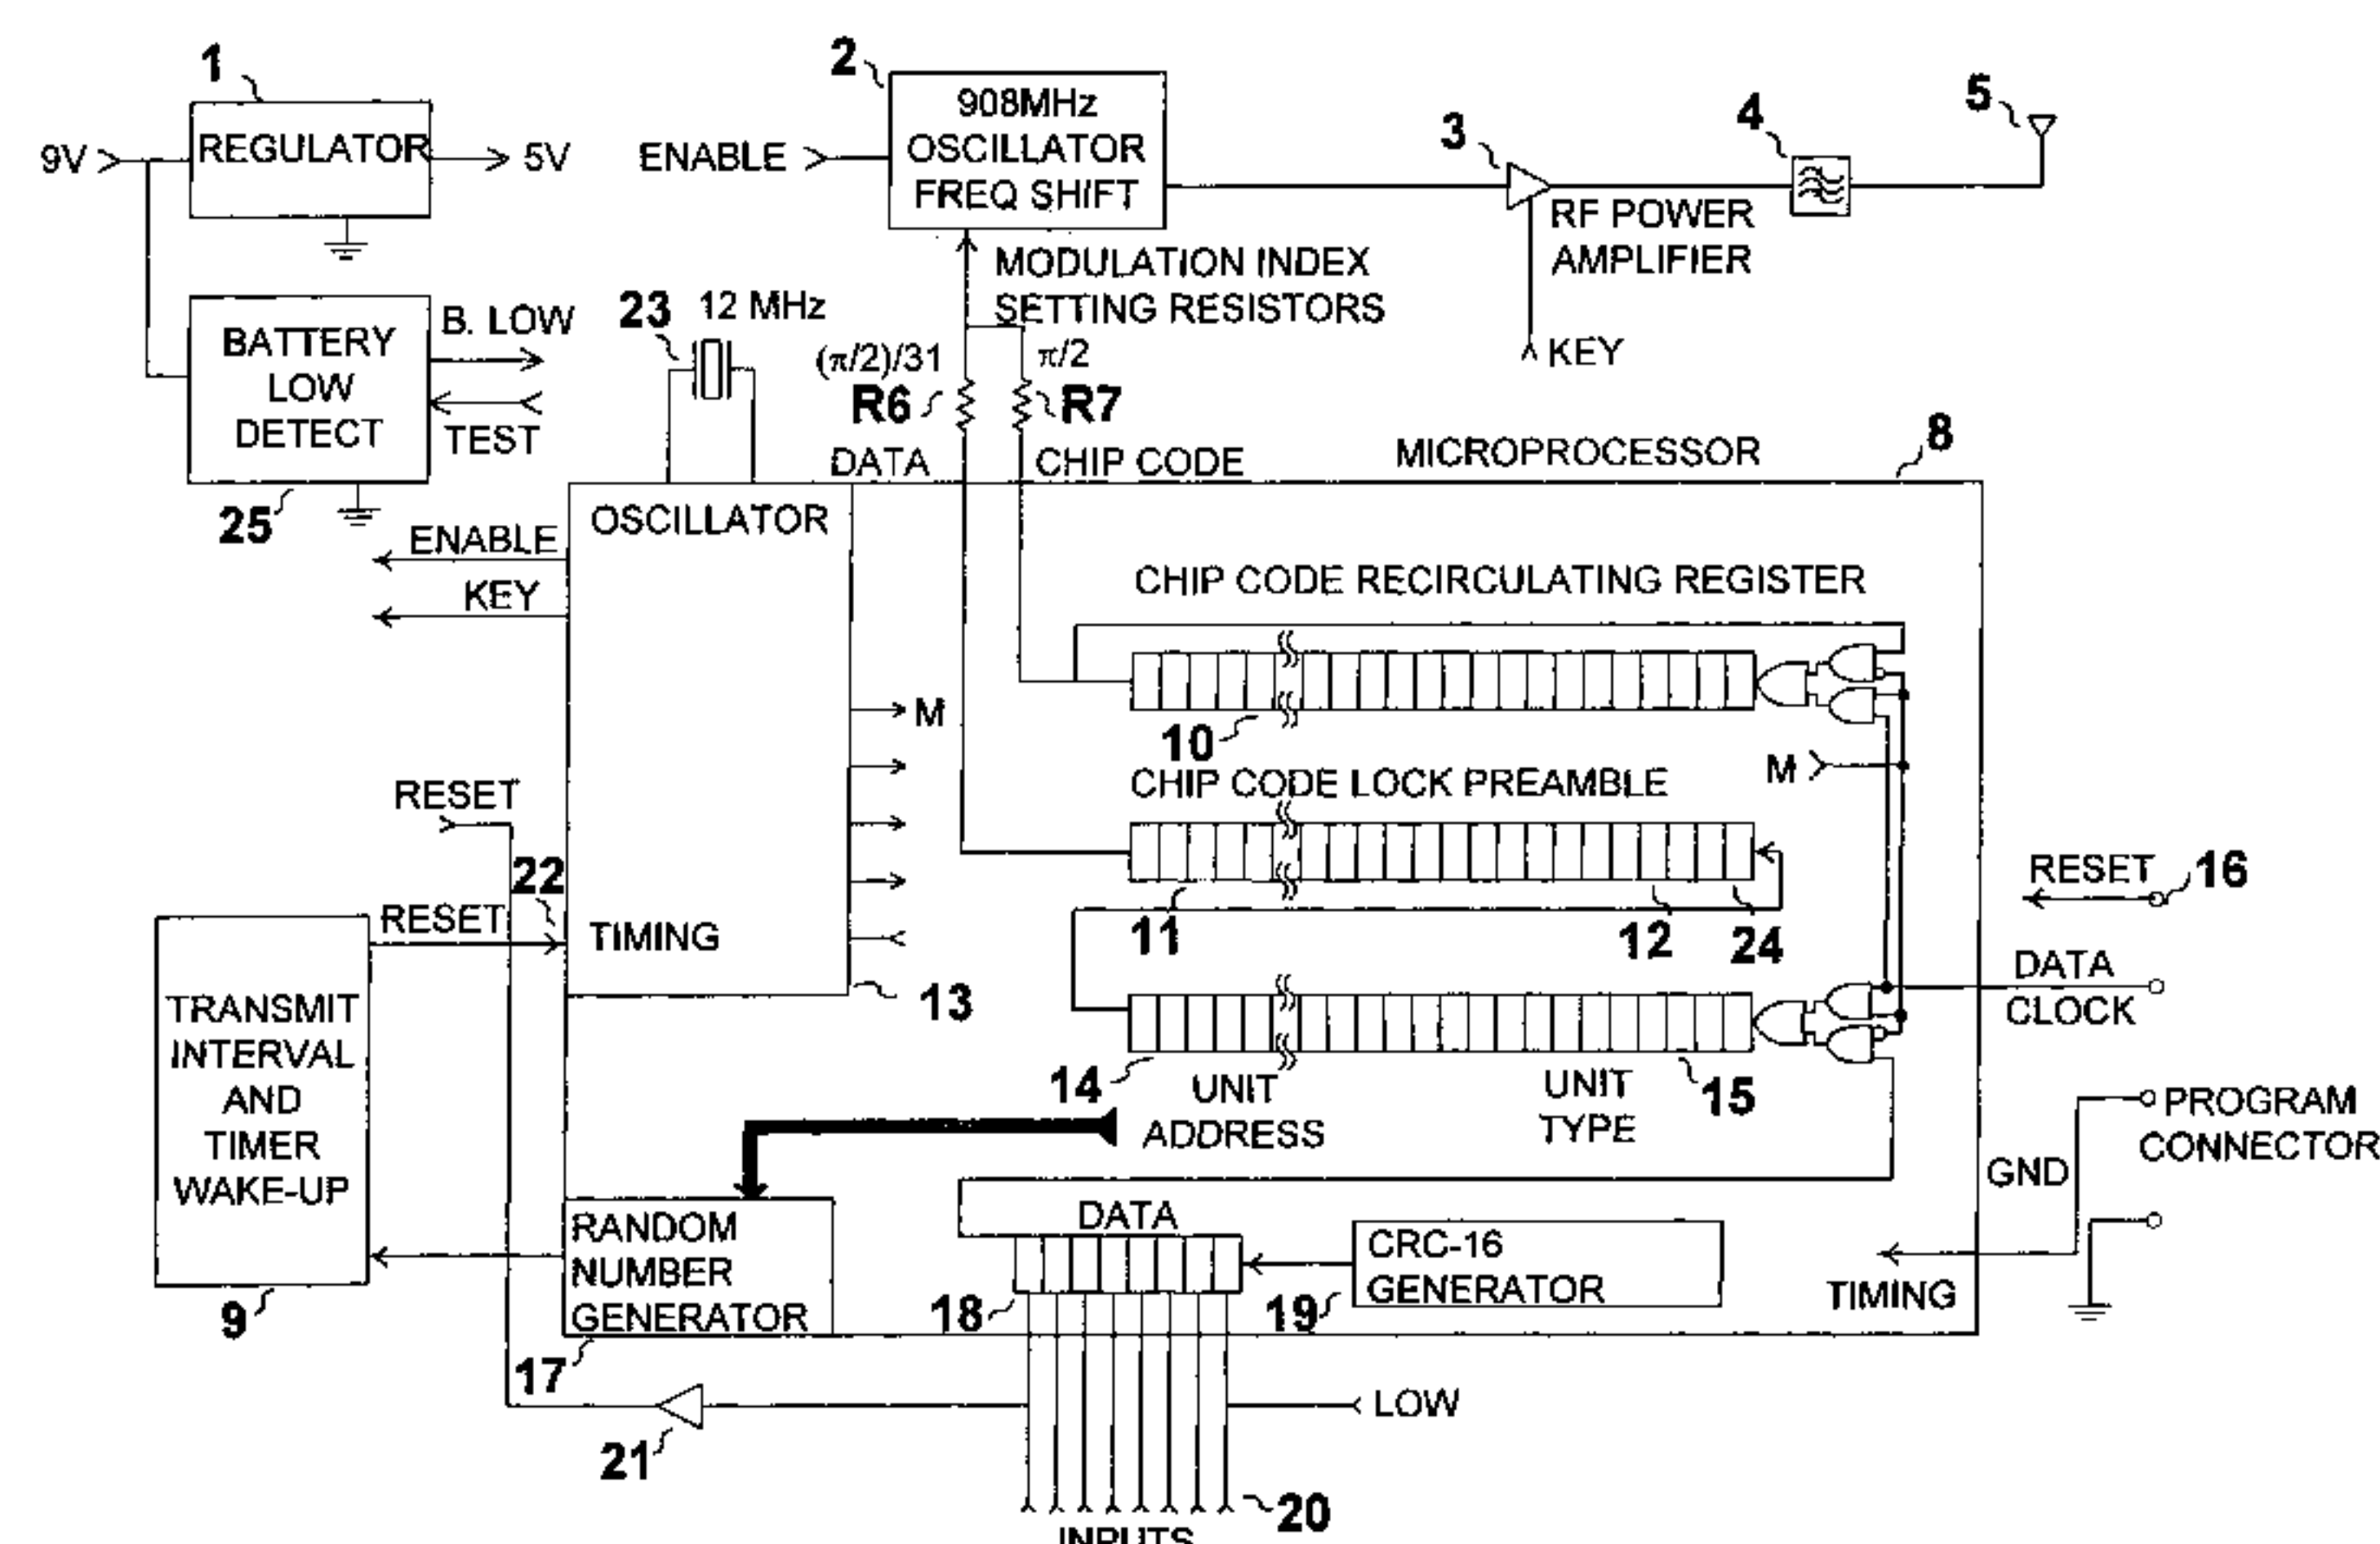 1
9V
REGULATOR
5V
2
908MHz
OSCILLATOR
FREQ SHIFT
ENABLE
3
RF POWER
AMPLIFIER
KEY
4
5
BATTERY
LOW
DETECT
B. LOW
TEST
25
23
12 MHz
MODULATION INDEX
SETTING RESISTORS
(π/2)/31
π/2
R6
R7
DATA
CHIP CODE
MICROPROCESSOR
8
OSCILLATOR
ENABLE
KEY
CHIP CODE RECIRCULATING REGISTER
M
10
M
CHIP CODE LOCK PREAMBLE
RESET
22
RESET
TIMING
11
12
24
13
RESET
16
DATA
CLOCK
TRANSMIT
INTERVAL
AND
TIMER
WAKE-UP
9
14
UNIT
ADDRESS
UNIT
TYPE
15
PROGRAM
CONNECTOR
GND
RANDOM
NUMBER
GENERATOR
17
DATA
18
CRC-16
GENERATOR
19
TIMING
21
LOW
20
INPUTS